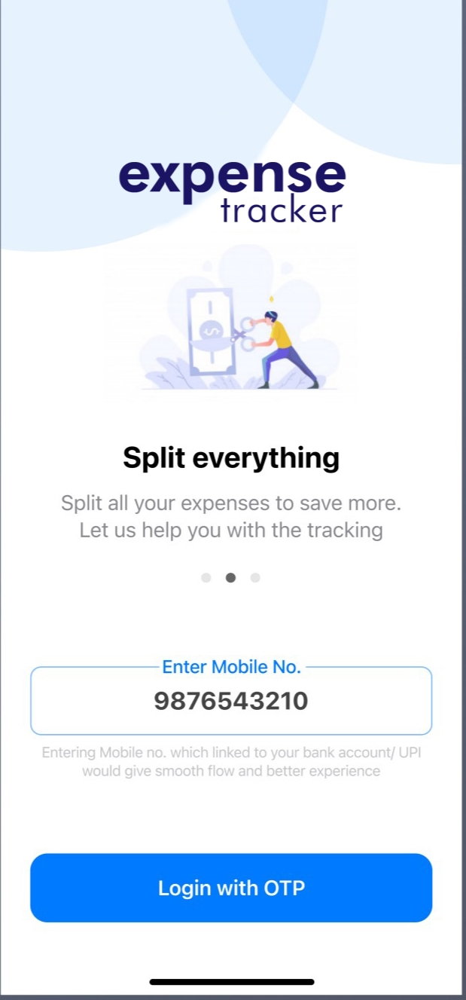 expense
tracker
Split everything
Split all your expenses to save more.
Let us help you with the tracking
Enter Mobile No.
9876543210
Entering Mobile no. which linked to your bank account/ UPI
would give smooth flow and better experience
Login with OTP